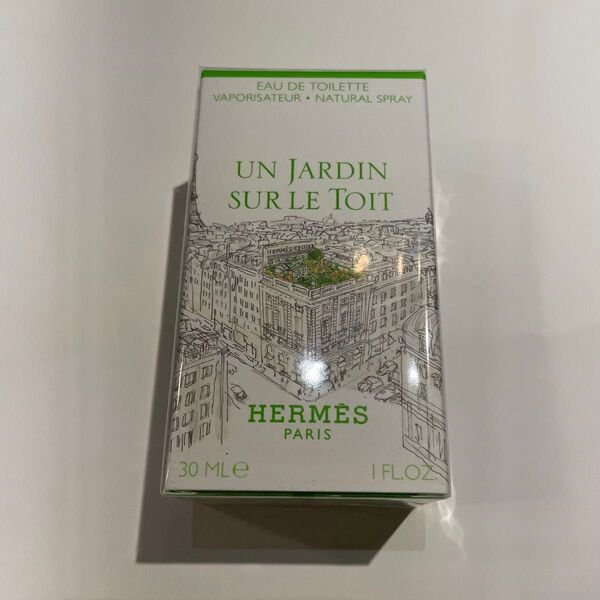 EAU DE TOILETTE
VAPORISATEUR • NATURAL SPRAY
UN JARDIN
SUR LE TOIT
HERMÈS
PARIS
30 ML℮
1 FL.OZ.